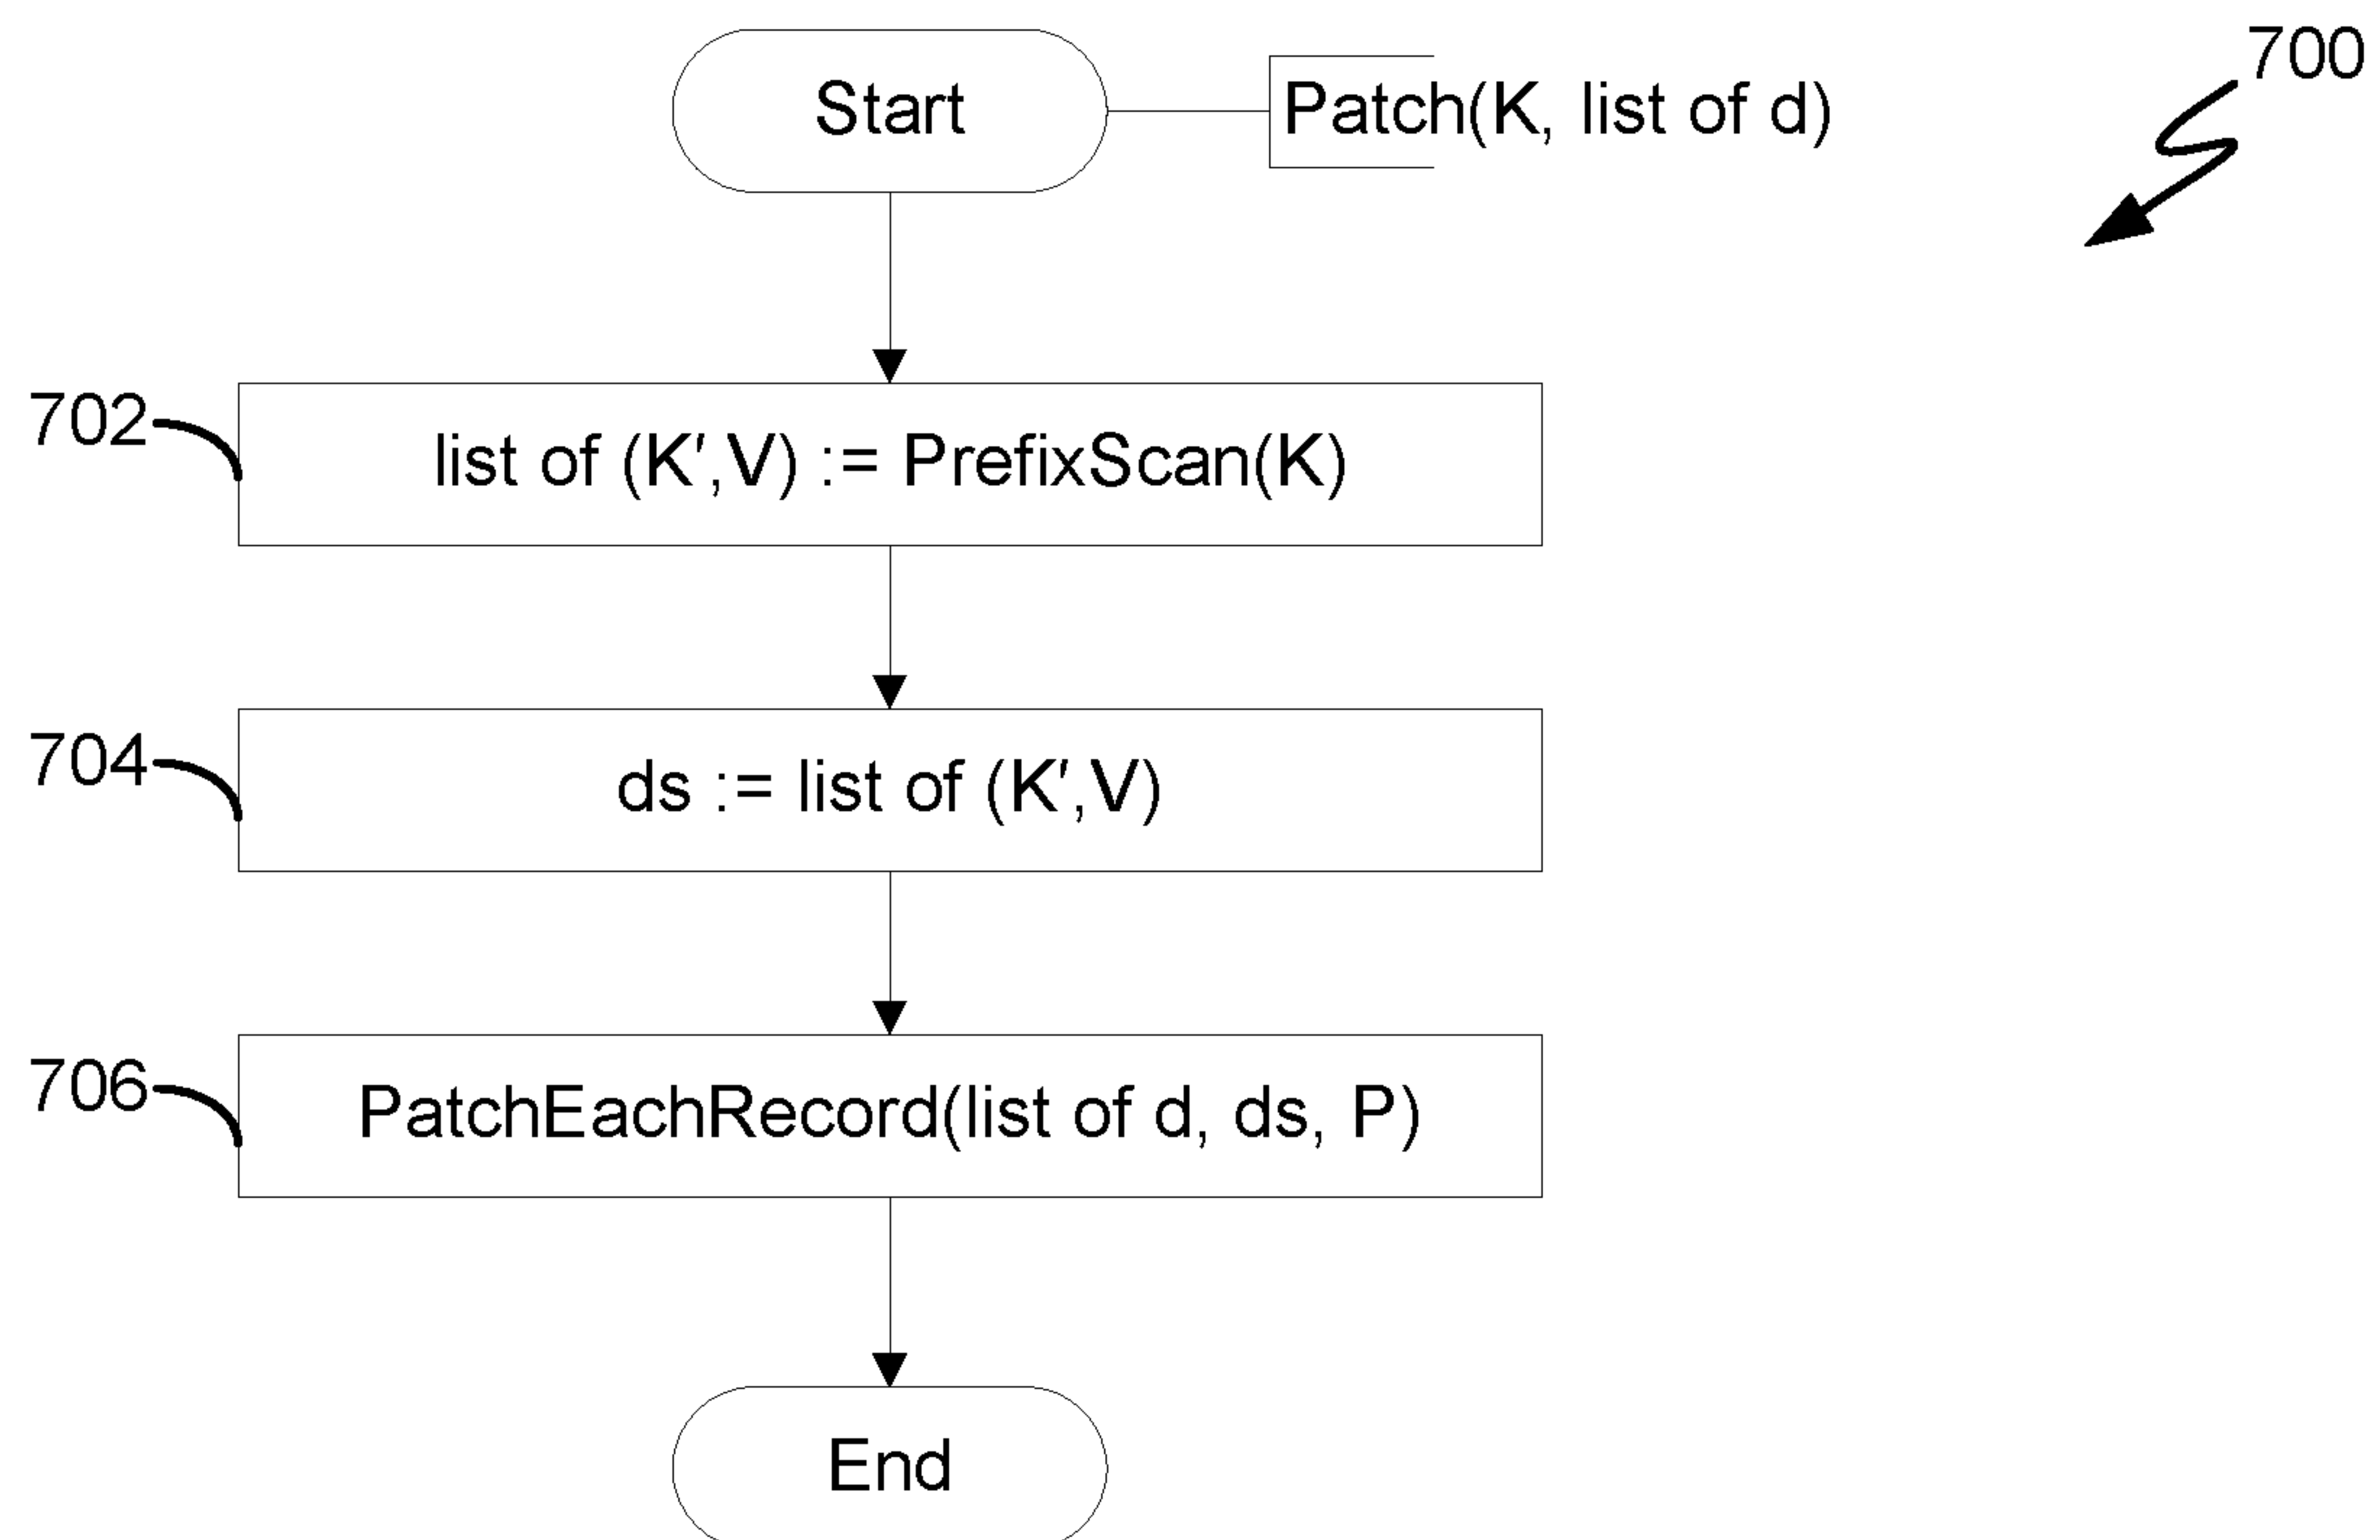 Start
Patch(K, list of d)
700
702
list of (K′,V) := PrefixScan(K)
704
ds := list of (K′,V)
706
PatchEachRecord(list of d, ds, P)
End